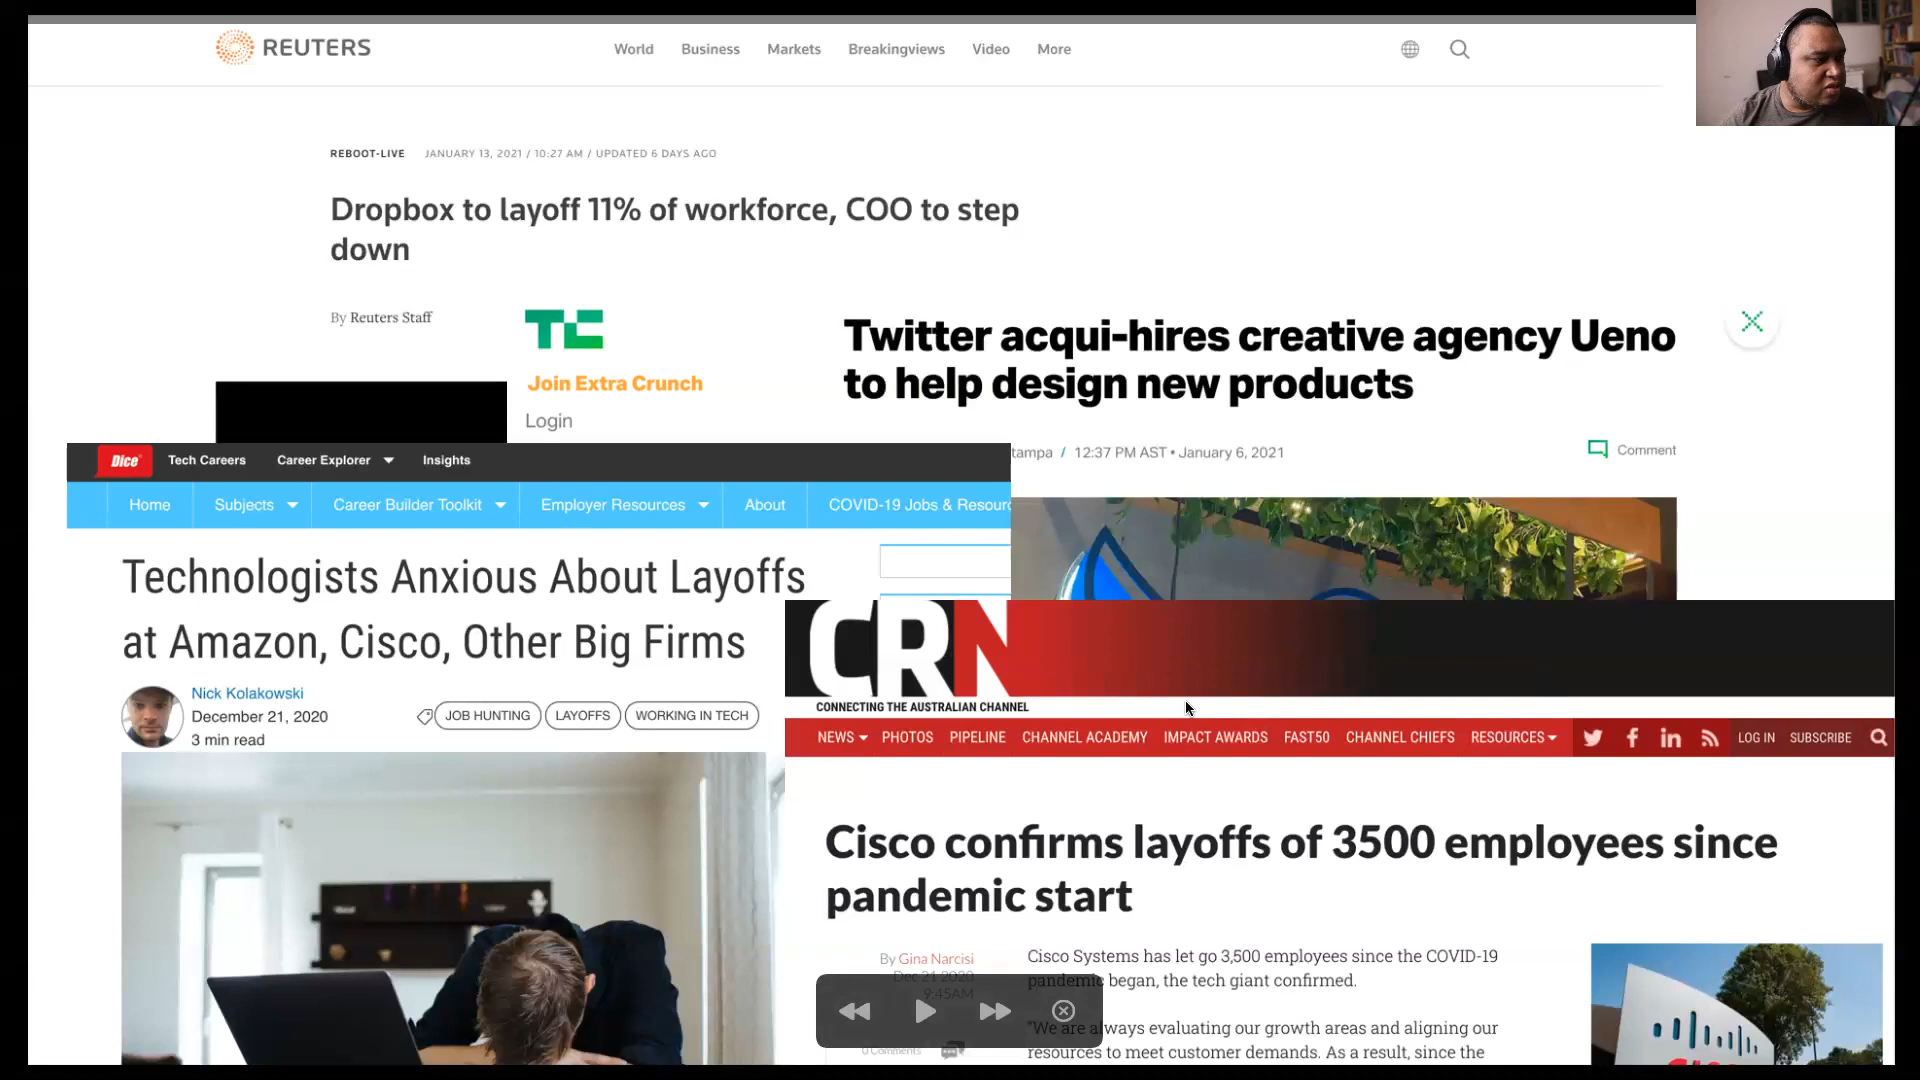 REUTERS
World Business Markets Breakingviews Video More
REBOOT-LIVE JANUARY 13, 2021 / 10:27 AM / UPDATED 6 DAYS AGO
Dropbox to layoff 11% of workforce, COO to step
down
By Reuters Staff
TC
Join Extra Crunch
Login
Twitter acqui-hires creative agency Ueno
to help design new products
tampa / 12:37 PM AST • January 6, 2021
Comment
Dice
Tech Careers Career Explorer Insights
Home Subjects Career Builder Toolkit Employer Resources About COVID-19 Jobs & Resourc
Technologists Anxious About Layoffs
at Amazon, Cisco, Other Big Firms
Nick Kolakowski
December 21, 2020
3 min read
JOB HUNTING LAYOFFS WORKING IN TECH
CRN
CONNECTING THE AUSTRALIAN CHANNEL
NEWS PHOTOS PIPELINE CHANNEL ACADEMY IMPACT AWARDS FAST50 CHANNEL CHIEFS RESOURCES LOG IN SUBSCRIBE
Cisco confirms layoffs of 3500 employees since
pandemic start
By Gina Narcisi
Dec 21 2020
9:45AM
0 Comments
Cisco Systems has let go 3,500 employees since the COVID-19
pandemic began, the tech giant confirmed.
"We are always evaluating our growth areas and aligning our
resources to meet customer demands. As a result, since the